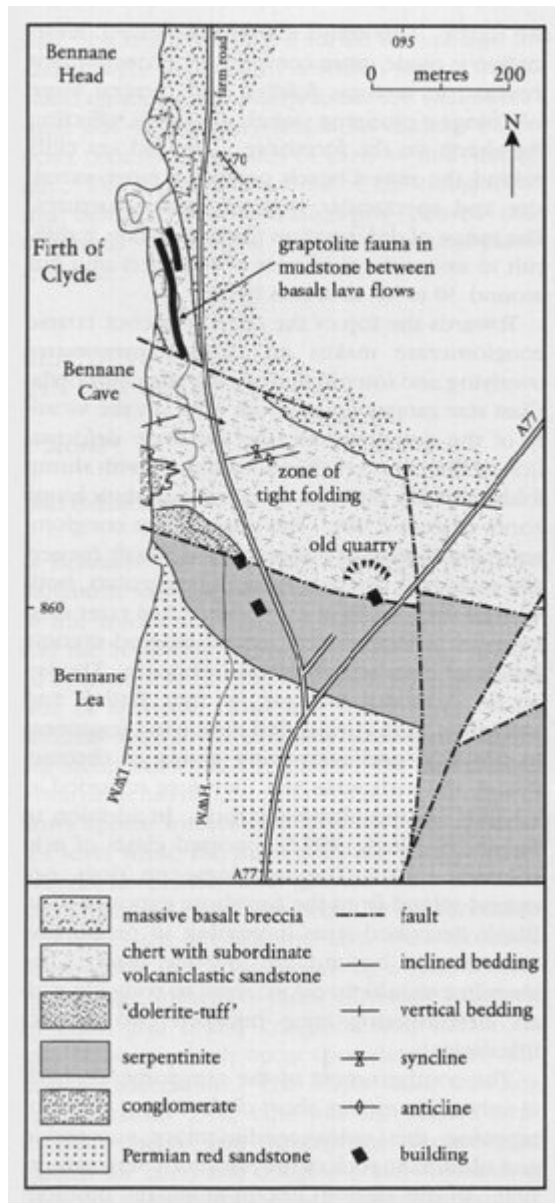 Bennane
Head
farm road
095
0 metres 200
N
70
Firth of
Clyde
graptolite fauna in
mudstone between
basalt lava flows
Bennane
Cave
A77
zone of
tight folding
old quarry
860
Bennane
Lea
LWM
HWM
A77
massive basalt breccia
chert with subordinate
volcaniclastic sandstone
'dolerite-tuff'
serpentinite
conglomerate
Permian red sandstone
fault
inclined bedding
vertical bedding
syncline
anticline
building